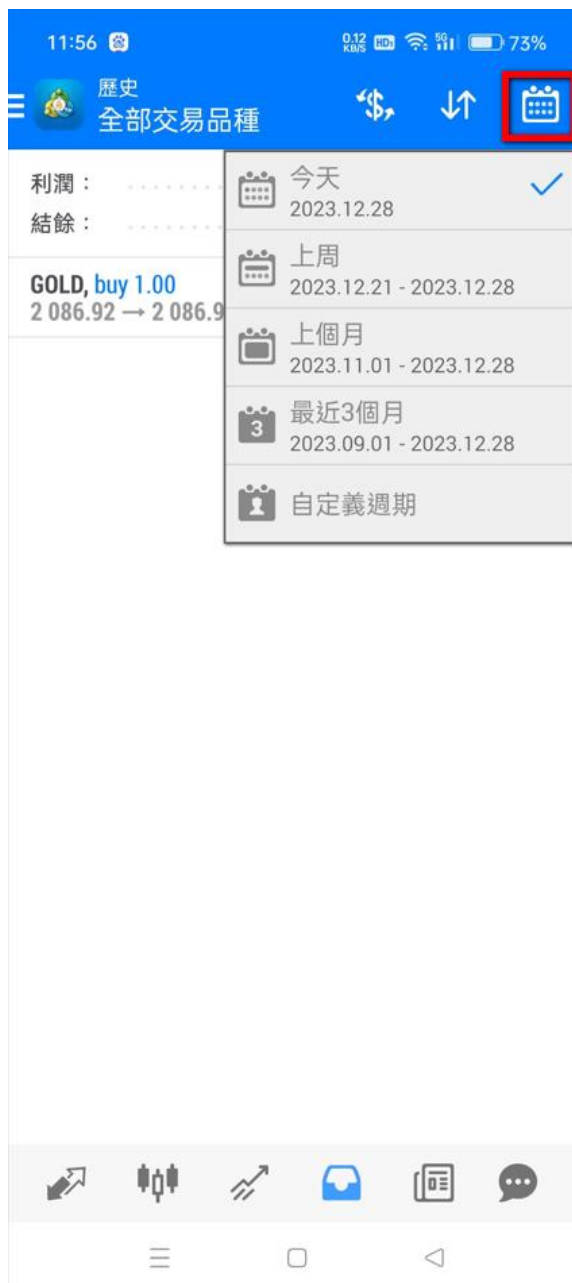 11:56
0.12 KB/S HD 5G 73%
歷史
全部交易品種
利潤：
結餘：
GOLD, buy 1.00
2 086.92 → 2 086.9
今天
2023.12.28
上周
2023.12.21 - 2023.12.28
上個月
2023.11.01 - 2023.12.28
3
最近3個月
2023.09.01 - 2023.12.28
自定義週期